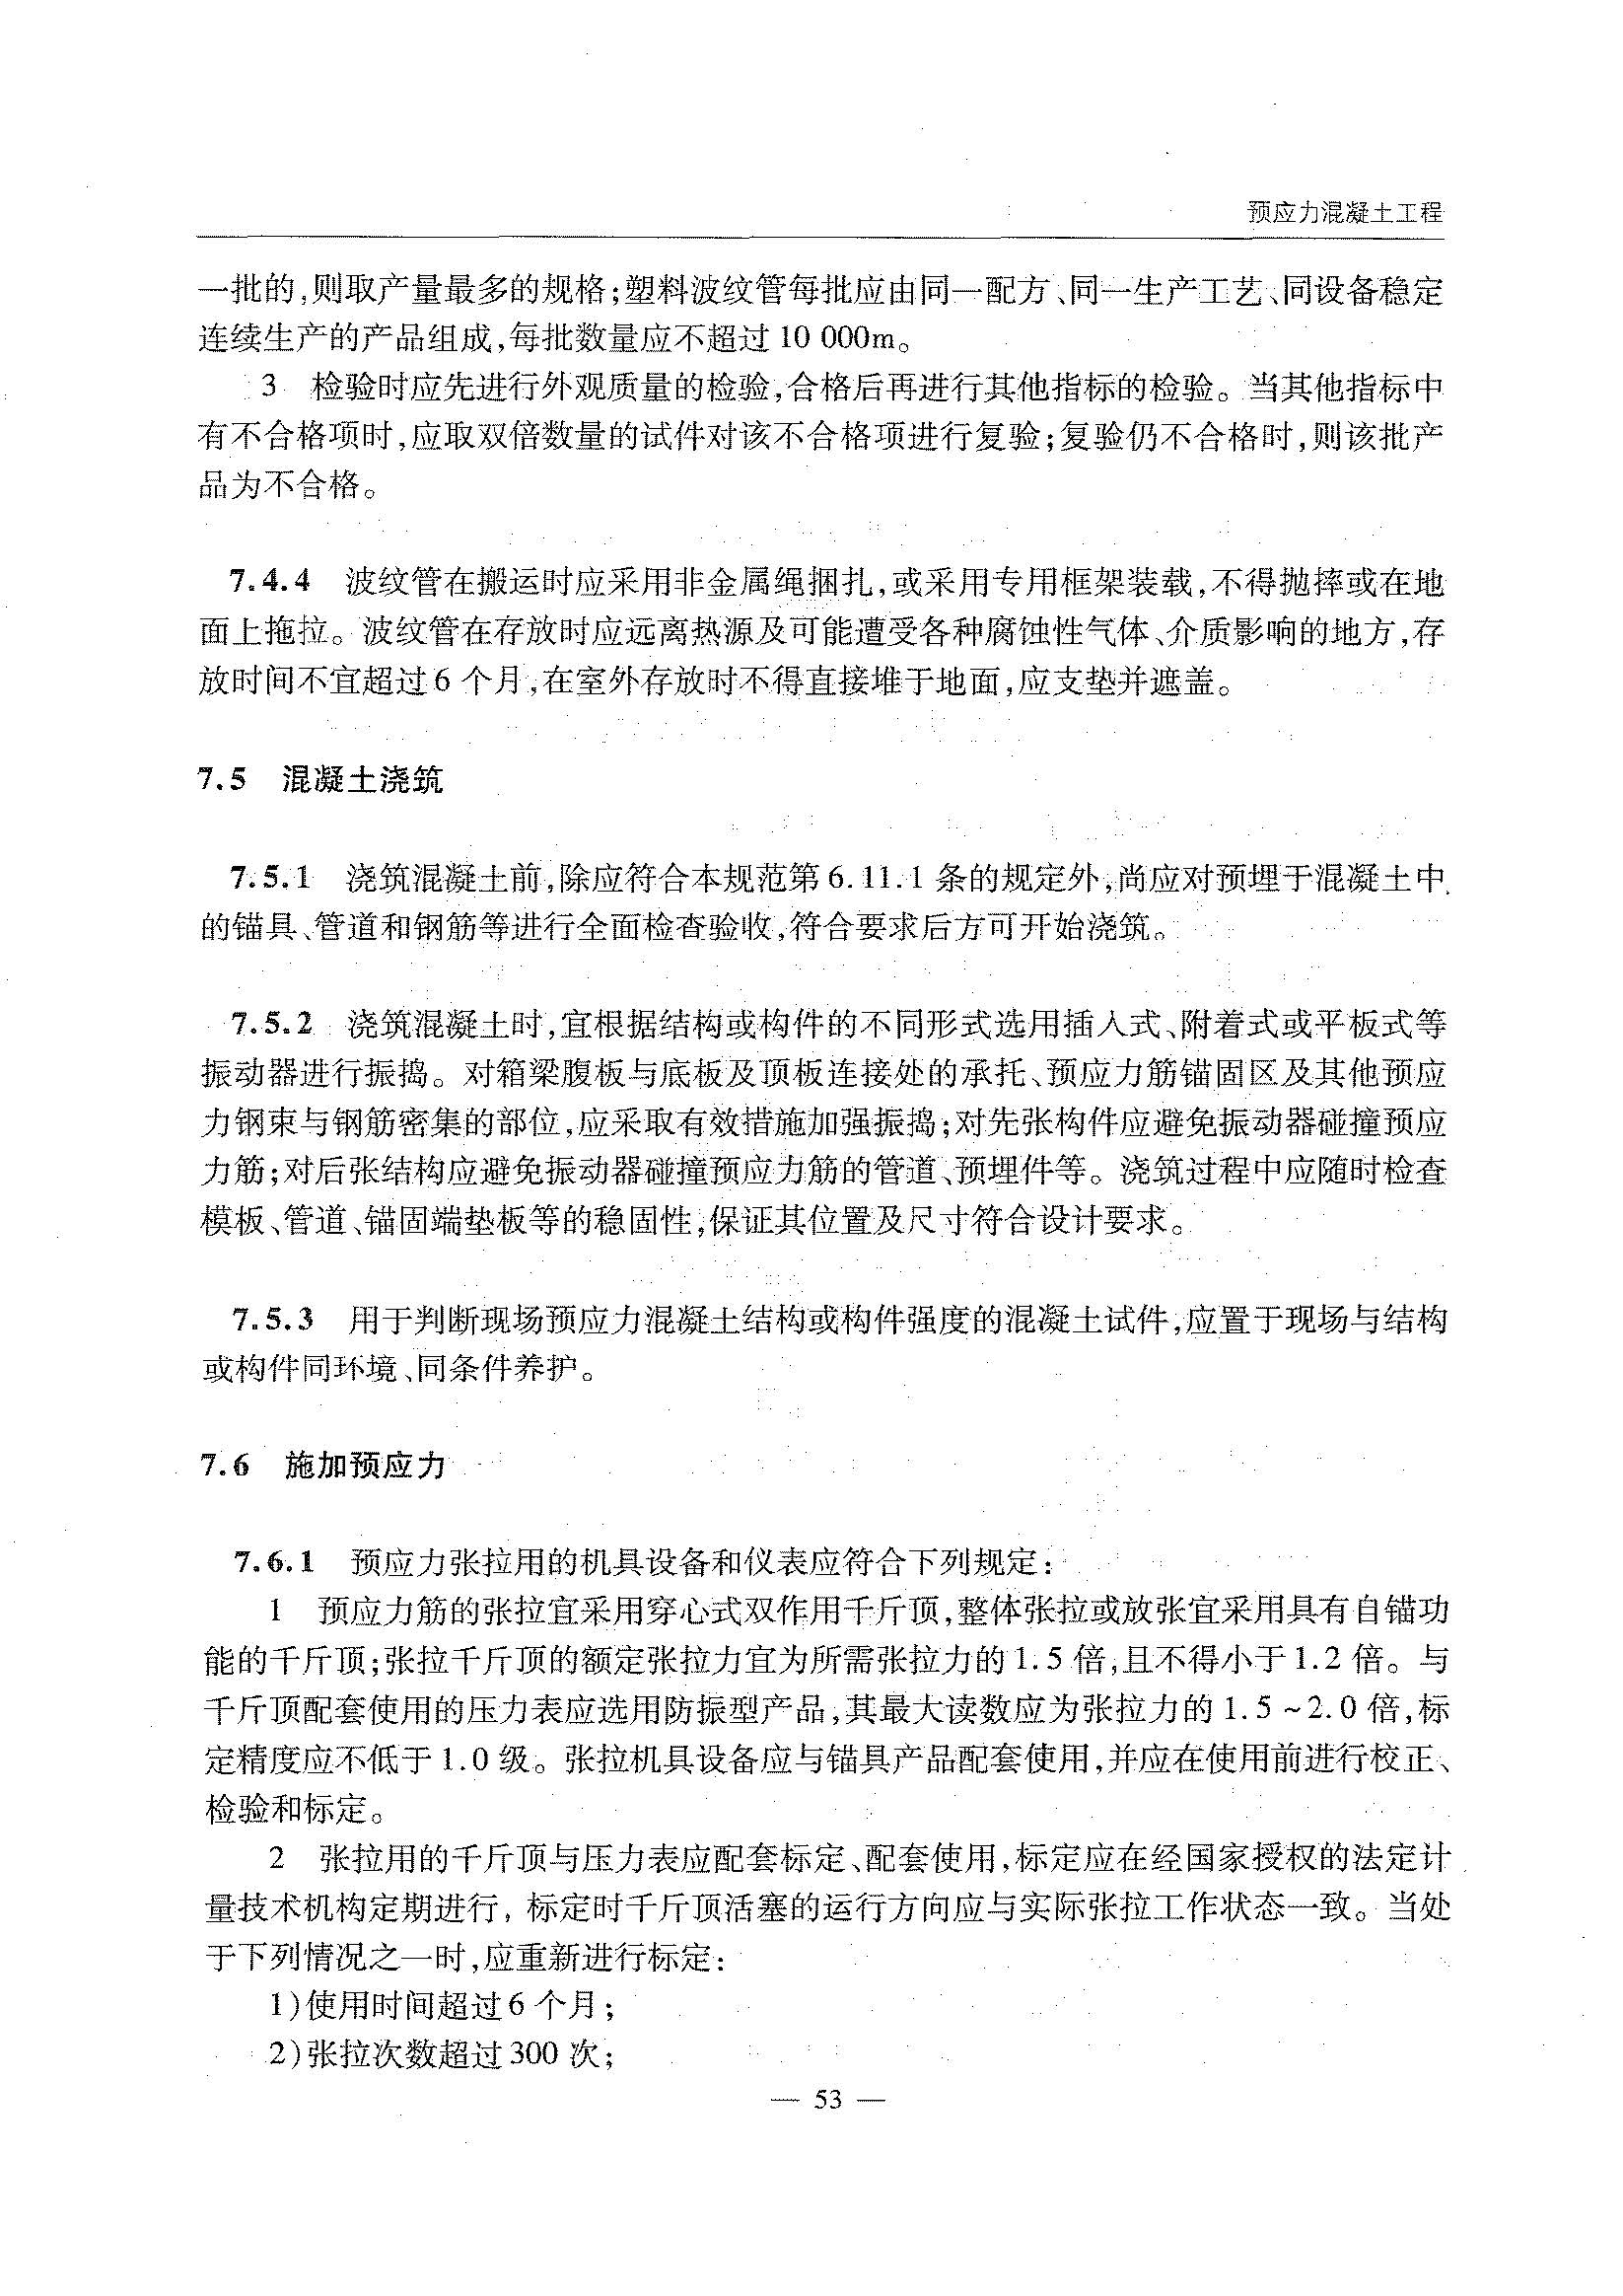 预应力混凝土工程
一批的,则取产量最多的规格;塑料波纹管每批应由同一配方、同一生产工艺、同设备稳定
连续生产的产品组成,每批数量应不超过 10 000m。
3 检验时应先进行外观质量的检验,合格后再进行其他指标的检验。当其他指标中
有不合格项时,应取双倍数量的试件对该不合格项进行复验;复验仍不合格时,则该批产
品为不合格。
7.4.4 波纹管在搬运时应采用非金属绳捆扎,或采用专用框架装载,不得抛摔或在地
面上拖拉。波纹管在存放时应远离热源及可能遭受各种腐蚀性气体、介质影响的地方,存
放时间不宜超过 6 个月,在室外存放时不得直接堆于地面,应支垫并遮盖。
7.5 混凝土浇筑
7.5.1 浇筑混凝土前,除应符合本规范第 6.11.1 条的规定外,尚应对预埋于混凝土中
的锚具、管道和钢筋等进行全面检查验收,符合要求后方可开始浇筑。
7.5.2 浇筑混凝土时,宜根据结构或构件的不同形式选用插入式、附着式或平板式等
振动器进行振捣。对箱梁腹板与底板及顶板连接处的承托、预应力筋锚固区及其他预应
力钢束与钢筋密集的部位,应采取有效措施加强振捣;对先张构件应避免振动器碰撞预应
力筋;对后张结构应避免振动器碰撞预应力筋的管道、预埋件等。浇筑过程中应随时检查
模板、管道、锚固端垫板等的稳固性,保证其位置及尺寸符合设计要求。
7.5.3 用于判断现场预应力混凝土结构或构件强度的混凝土试件,应置于现场与结构
或构件同环境、同条件养护。
7.6 施加预应力
7.6.1 预应力张拉用的机具设备和仪表应符合下列规定:
1 预应力筋的张拉宜采用穿心式双作用千斤顶,整体张拉或放张宜采用具有自锚功
能的千斤顶;张拉千斤顶的额定张拉力宜为所需张拉力的 1.5 倍,且不得小于 1.2 倍。与
千斤顶配套使用的压力表应选用防振型产品,其最大读数应为张拉力的 1.5 ~ 2.0 倍,标
定精度应不低于 1.0 级。张拉机具设备应与锚具产品配套使用,并应在使用前进行校正、
检验和标定。
2 张拉用的千斤顶与压力表应配套标定、配套使用,标定应在经国家授权的法定计
量技术机构定期进行, 标定时千斤顶活塞的运行方向应与实际张拉工作状态一致。当处
于下列情况之一时,应重新进行标定:
1)使用时间超过 6 个月;
2)张拉次数超过 300 次;
— 53 —